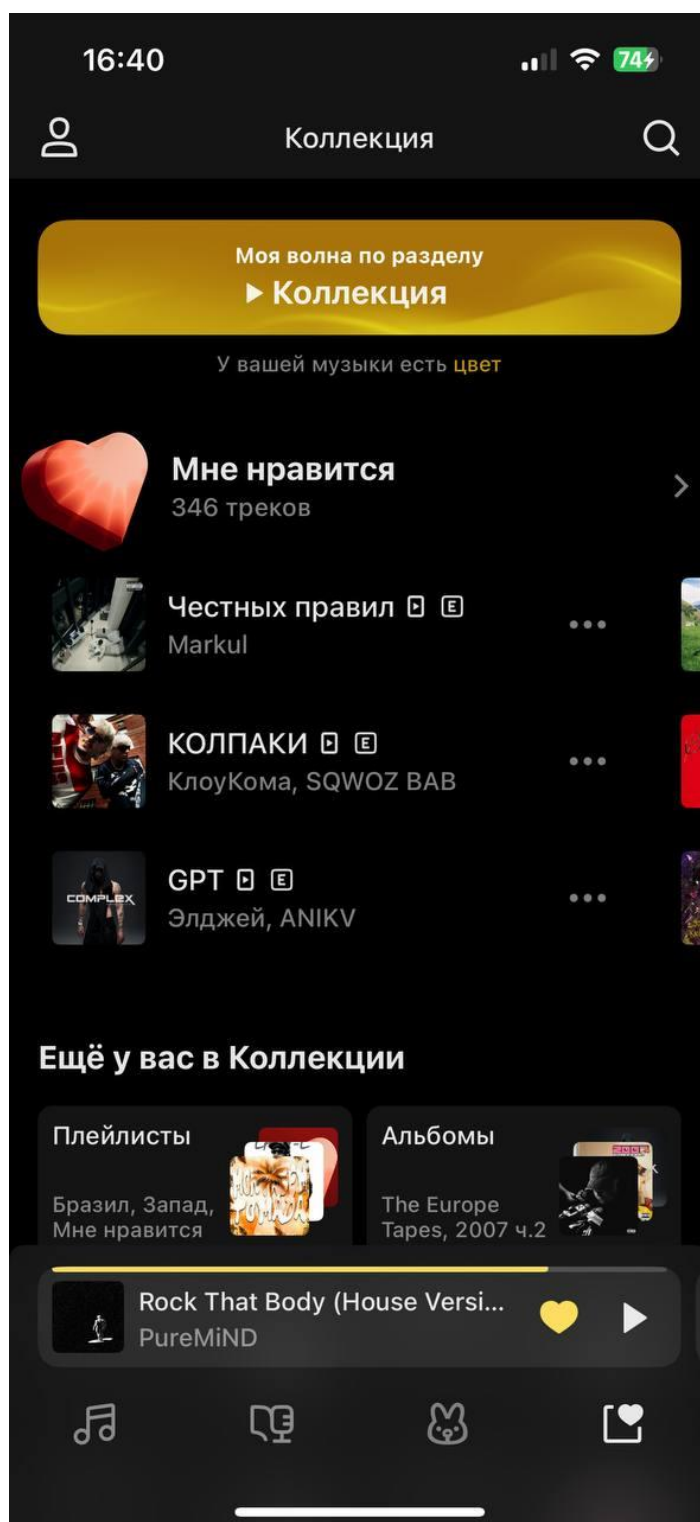 16:40
74
Коллекция
Моя волна по разделу
Коллекция
У вашей музыки есть цвет
Мне нравится
346 треков
Честных правил E
Markul
КОЛПАКИ E
КлоуКома, SQWOZ BAB
COMPLEX
GPT E
Элджей, ANIKV
Ещё у вас в Коллекции
Плейлисты
Бразил, Запад,
Мне нравится
Альбомы
The Europe
Tapes, 2007 ч.2
Rock That Body (House Versi...
PureMiND